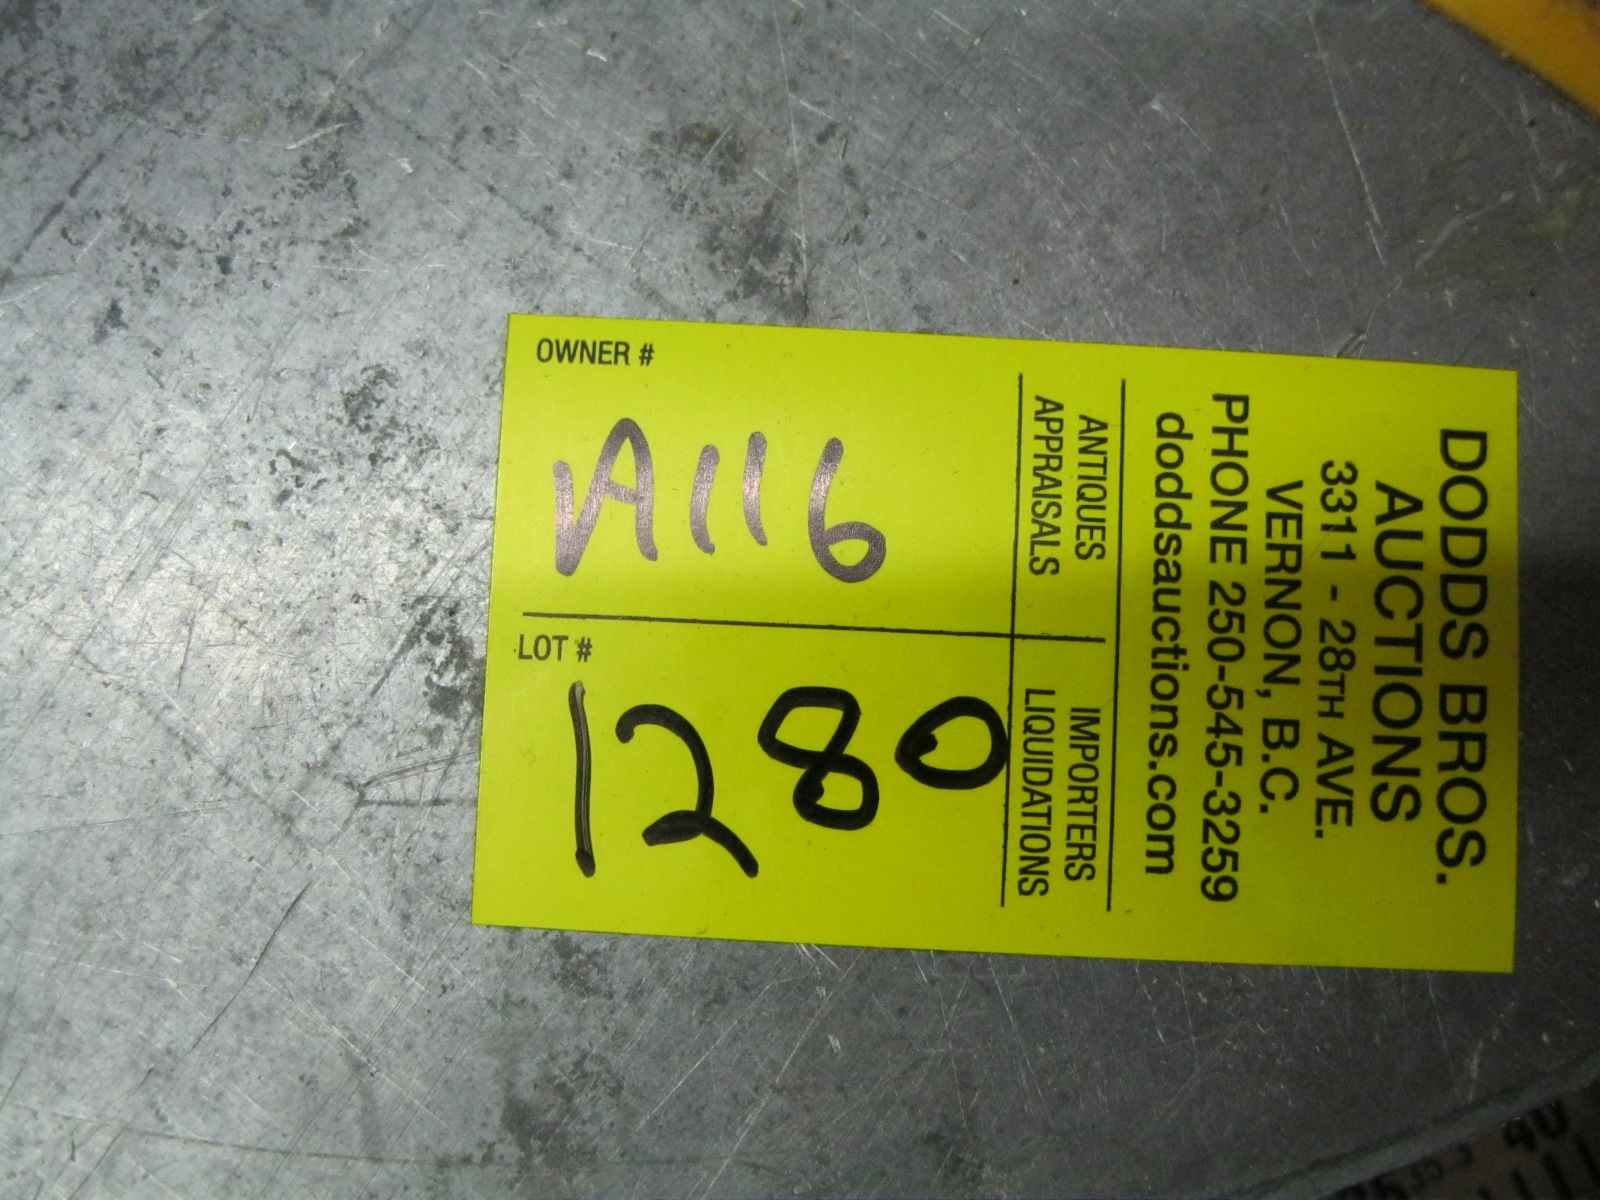 DODDS BROS.
AUCTIONS
3311 - 28TH AVE.
VERNON, B.C.
PHONE 250-545-3259
doddsauctions.com
ANTIQUES
APPRAISALS
IMPORTERS
LIQUIDATIONS
OWNER #
A116
LOT #
1280